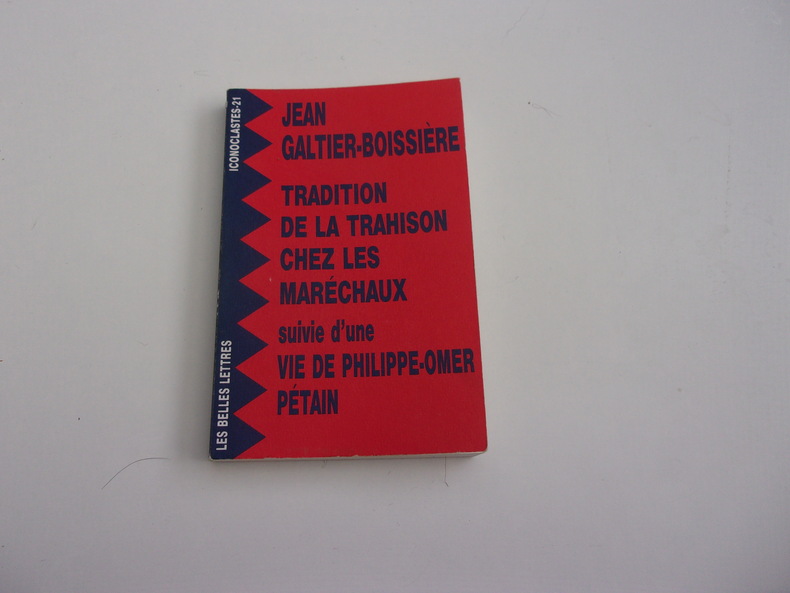 ICONOCLASTES-21
LES BELLES LETTRES
JEAN
GALTIER-BOISSIÈRE
TRADITION
DE LA TRAHISON
CHEZ LES
MARÉCHAUX
suivie d'une
VIE DE PHILIPPE-OMER
PÉTAIN